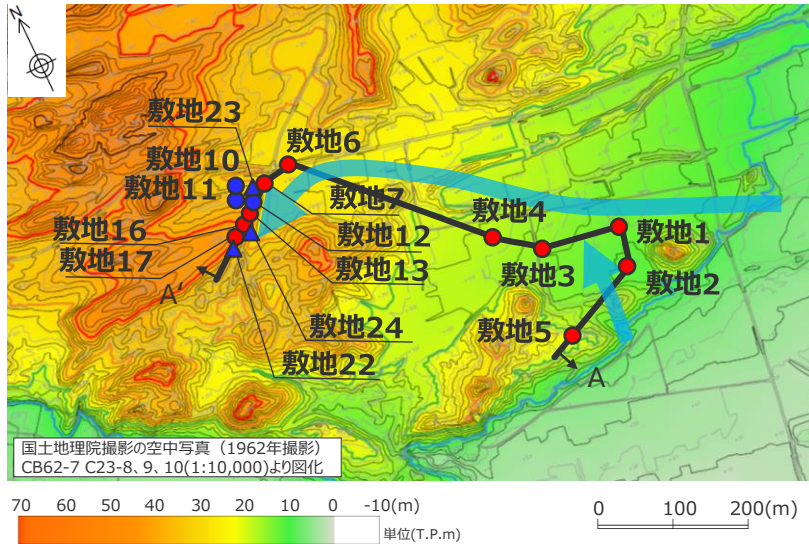 N
敷地23
敷地10
敷地6
敷地11
敷地7
敷地4
敷地16
敷地12
敷地1
敷地17
敷地13
敷地3
敷地2
A'
敷地24
敷地5
敷地22
A
国土地理院撮影の空中写真（1962年撮影）
CB62-7 C23-8、9、10(1:10,000)より図化
70 60 50 40 30 20 10 0 -10(m)
単位(T.P.m)
0 100 200(m)